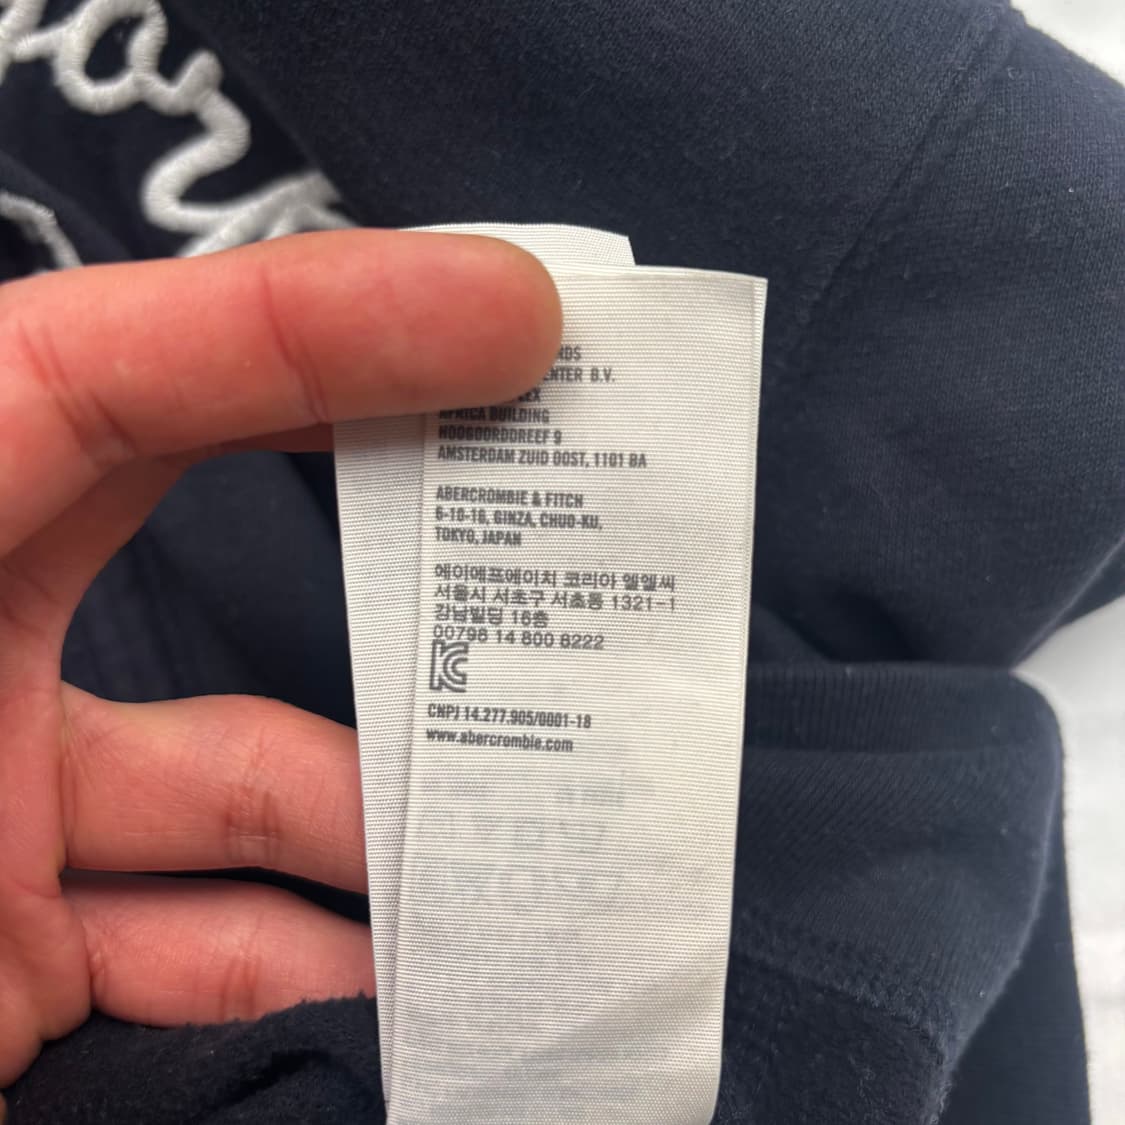 B.V.
AFRICA BUILDING
HOOGOORDDREEF 9
AMSTERDAM ZUID OOST, 1101 BA
ABERCROMBIE & FITCH
6-10-16, GINZA, CHUO-KU,
TOKYO, JAPAN
에이에프에이치 코리아 엘엘씨
서울시 서초구 서초동 1321-1
강남빌딩 16층
00798 14 800 6222
CNPJ 14.277.905/0001-18
www.abercrombie.com